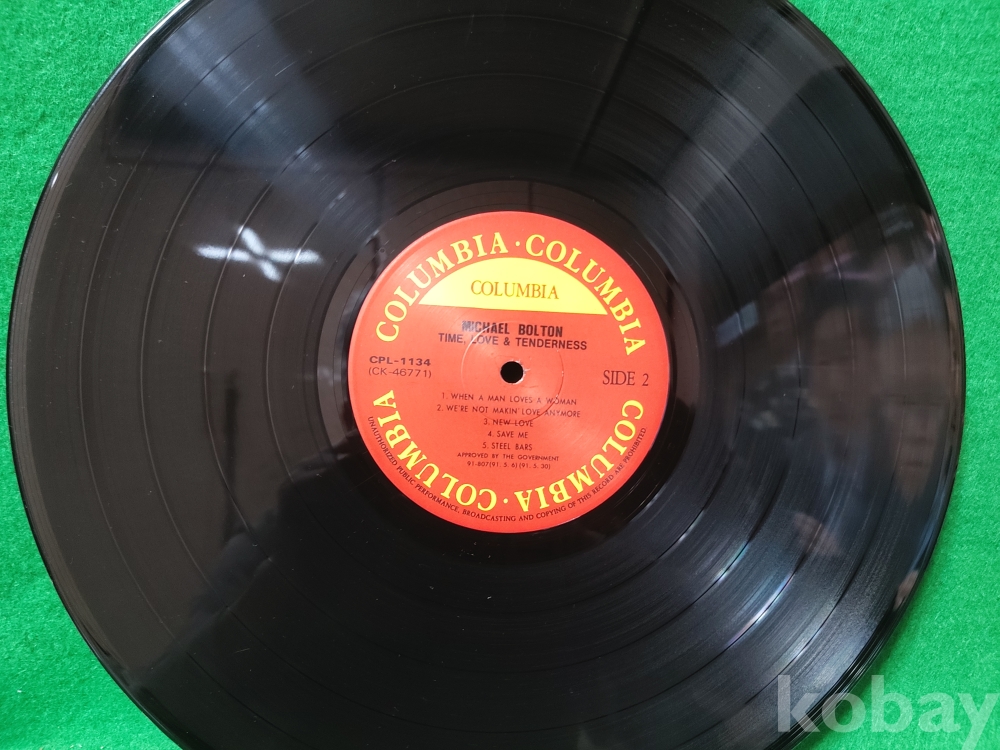 COLUMBIA · COLUMBIA
COLUMBIA
MICHAEL BOLTON
TIME, LOVE & TENDERNESS
CPL-1134
(CK-46771)
SIDE 2
1. WHEN A MAN LOVES A WOMAN
2. WE'RE NOT MAKIN' LOVE ANYMORE
3. NEW LOVE
4. SAVE ME
5. STEEL BARS
APPROVED BY THE GOVERNMENT
91-807(91. 5. 6)(91. 5. 30)
COLUMBIA · COLUMBIA
UNAUTHORIZED PUBLIC PERFORMANCE, BROADCASTING AND COPYING OF THIS RECORD ARE PROHIBITED
kobay